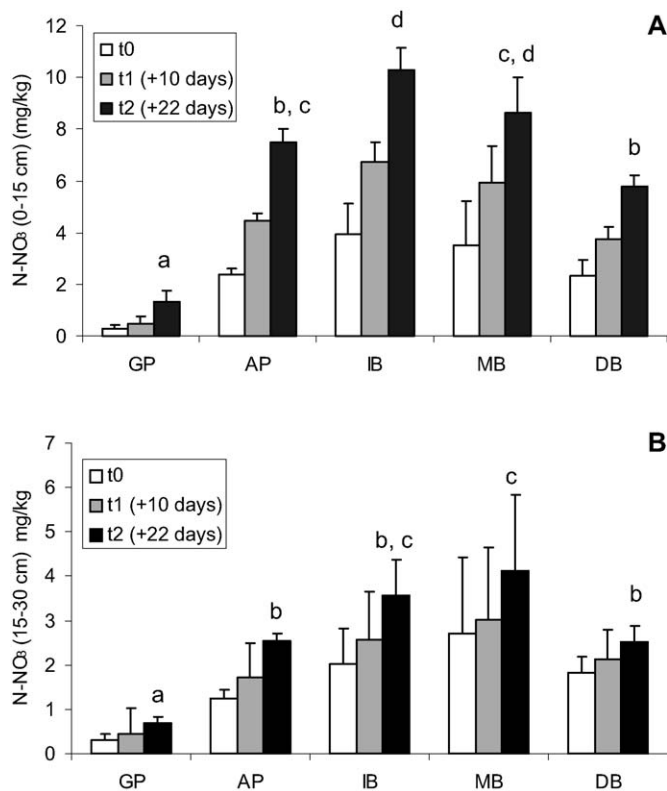 A
N-NO3 (0-15 cm) (mg/kg)
12
10
8
6
4
2
0
t0
t1 (+10 days)
t2 (+22 days)
a
b, c
d
c, d
b
GP AP IB MB DB
B
N-NO3 (15-30 cm) mg/kg
7
6
5
4
3
2
1
0
t0
t1 (+10 days)
t2 (+22 days)
a
b
b, c
c
b
GP AP IB MB DB